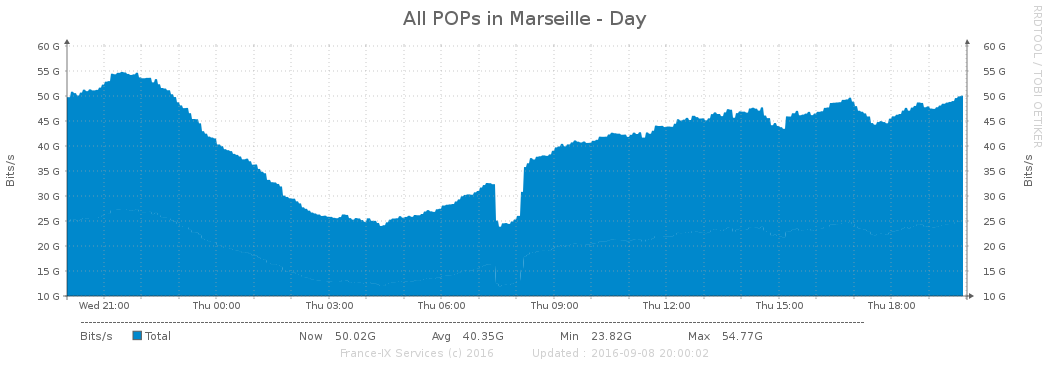 All POPs in Marseille - Day
RRDTOOL / TOBI OETIKER
Bits/s
60 G 60 G
55 G 55 G
50 G 50 G
45 G 45 G
40 G 40 G
35 G 35 G
30 G 30 G
25 G 25 G
20 G 20 G
15 G 15 G
10 G 10 G
Bits/s
Wed 21:00 Thu 00:00 Thu 03:00 Thu 06:00 Thu 09:00 Thu 12:00 Thu 15:00 Thu 18:00
Bits/s Total Now 50.02G Avg 40.35G Min 23.82G Max 54.77G
France-IX Services (c) 2016 Updated : 2016-09-08 20:00:02